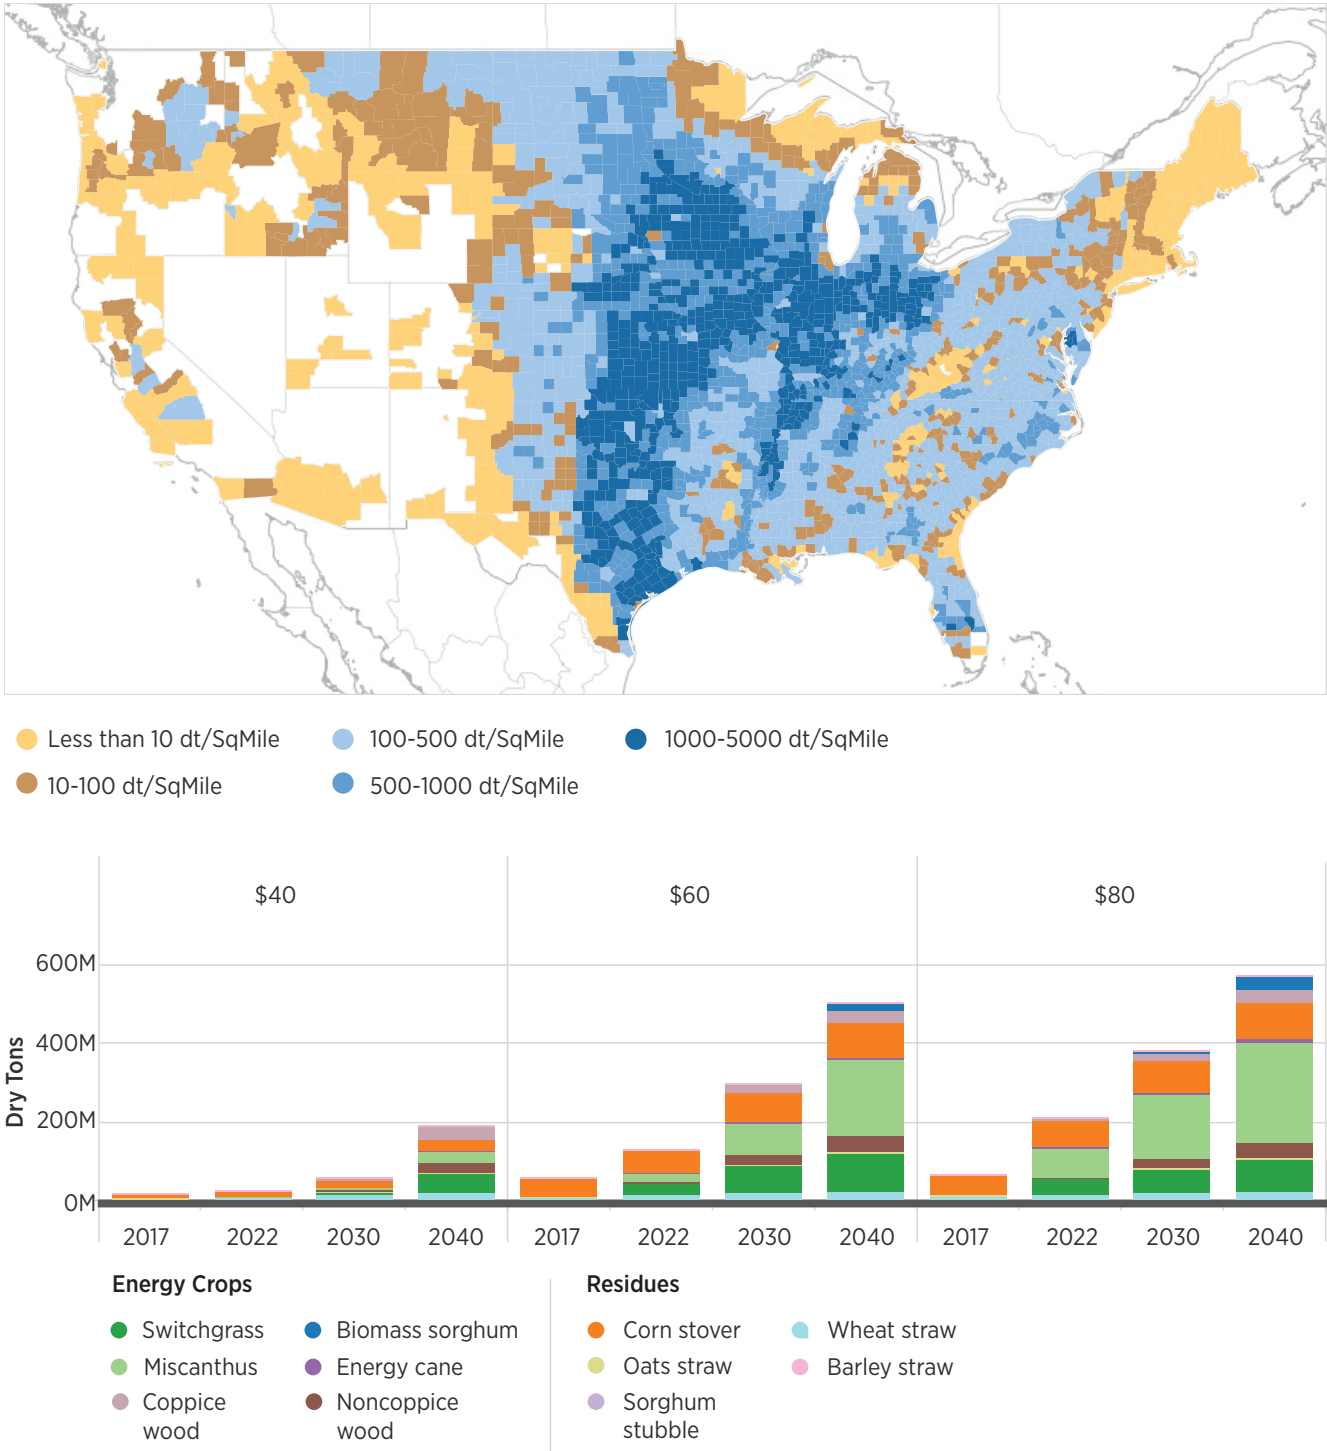 Less than 10 dt/SqMile
100-500 dt/SqMile
1000-5000 dt/SqMile
10-100 dt/SqMile
500-1000 dt/SqMile
$40
$60
$80
600M
400M
200M
0M
Dry Tons
2017 2022 2030 2040 2017 2022 2030 2040 2017 2022 2030 2040
Energy Crops
Switchgrass
Biomass sorghum
Miscanthus
Energy cane
Coppice
wood
Noncoppice
wood
Residues
Corn stover
Wheat straw
Oats straw
Barley straw
Sorghum
stubble